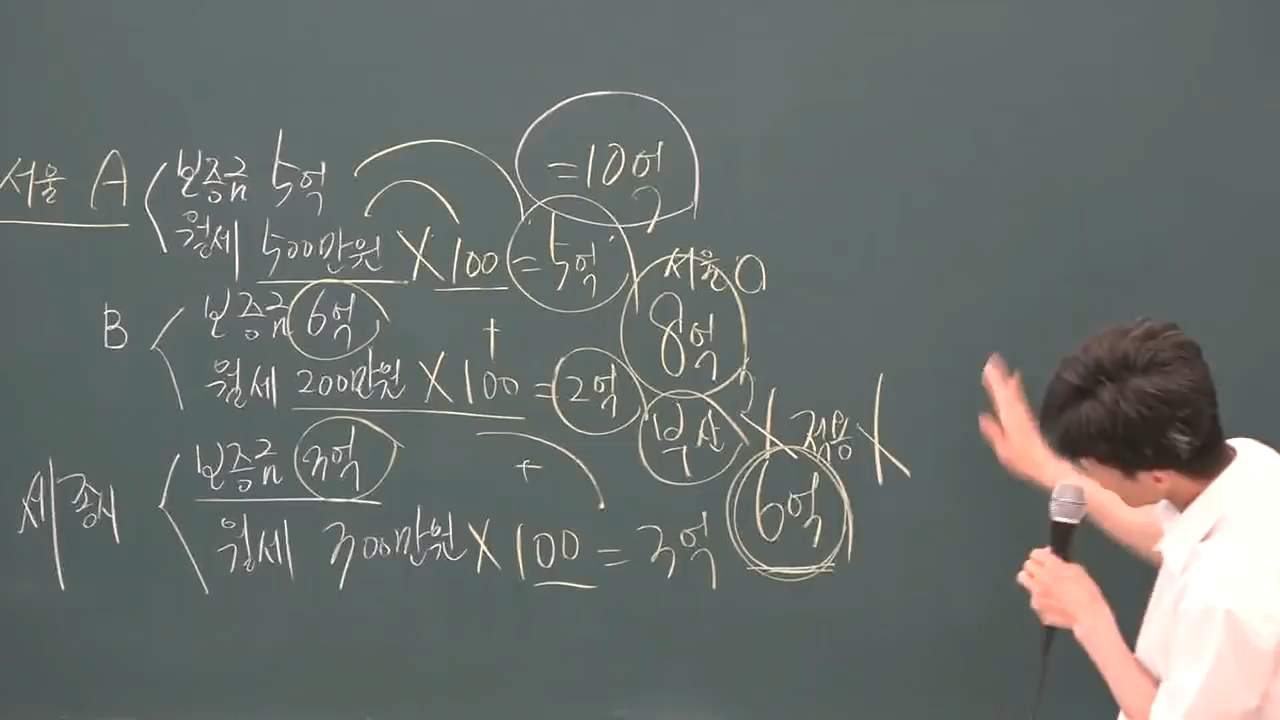 서울 A
보증금 5억
=10억
월세 500만원 X100 =5억
서울 O
B
보증금 6억
+
8억
월세 200만원 X100 =2억
부산 X 적용 X
세종시
보증금 3억
+
6억
월세 300만원 X100 = 3억